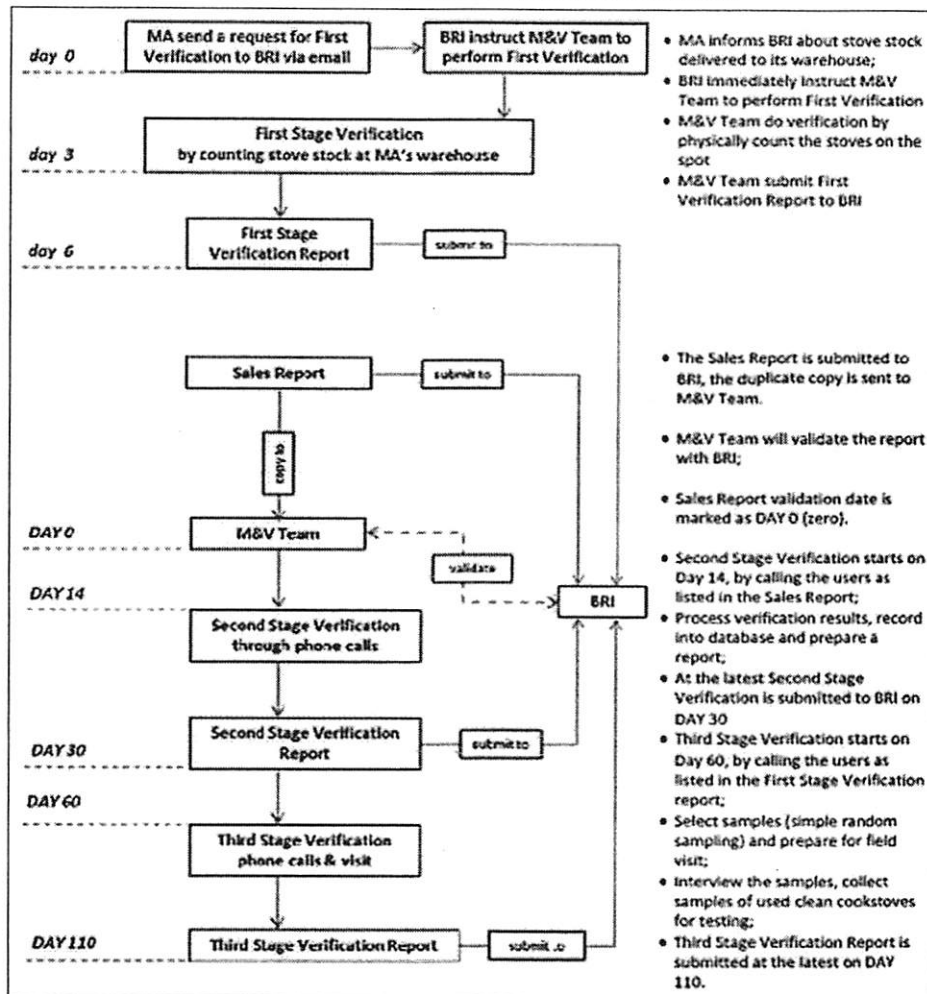 day 0
MA send a request for First
Verification to BRI via email
BRI instruct M&V Team to
perform First Verification
day 3
First Stage Verification
by counting stove stock at MA's warehouse
day 6
First Stage
Verification Report
submit to
Sales Report
submit to
copy to
DAY 0
M&V Team
validate
BRI
DAY 14
Second Stage Verification
through phone calls
DAY 30
Second Stage Verification
Report
submit to
DAY 60
Third Stage Verification
phone calls & visit
DAY 110
Third Stage Verification Report
submit
• MA informs BRI about stove stock
delivered to its warehouse;
• BRI immediately instruct M&V
Team to perform First Verification
• M&V Team do verification by
physically count the stoves on the
spot
• M&V Team submit First
Verification Report to BRI
• The Sales Report is submitted to
BRI, the duplicate copy is sent to
M&V Team.
• M&V Team will validate the report
with BRI;
• Sales Report validation date is
marked as DAY 0 (zero).
• Second Stage Verification starts on
Day 14, by calling the users as
listed in the Sales Report;
• Process verification results, record
into database and prepare a
report;
• At the latest Second Stage
Verification is submitted to BRI on
DAY 30
• Third Stage Verification starts on
Day 60, by calling the users as
listed in the First Stage Verification
report;
• Select samples (simple random
sampling) and prepare for field
visit;
• Interview the samples, collect
samples of used clean cookstoves
for testing;
• Third Stage Verification Report is
submitted at the latest on DAY
110.